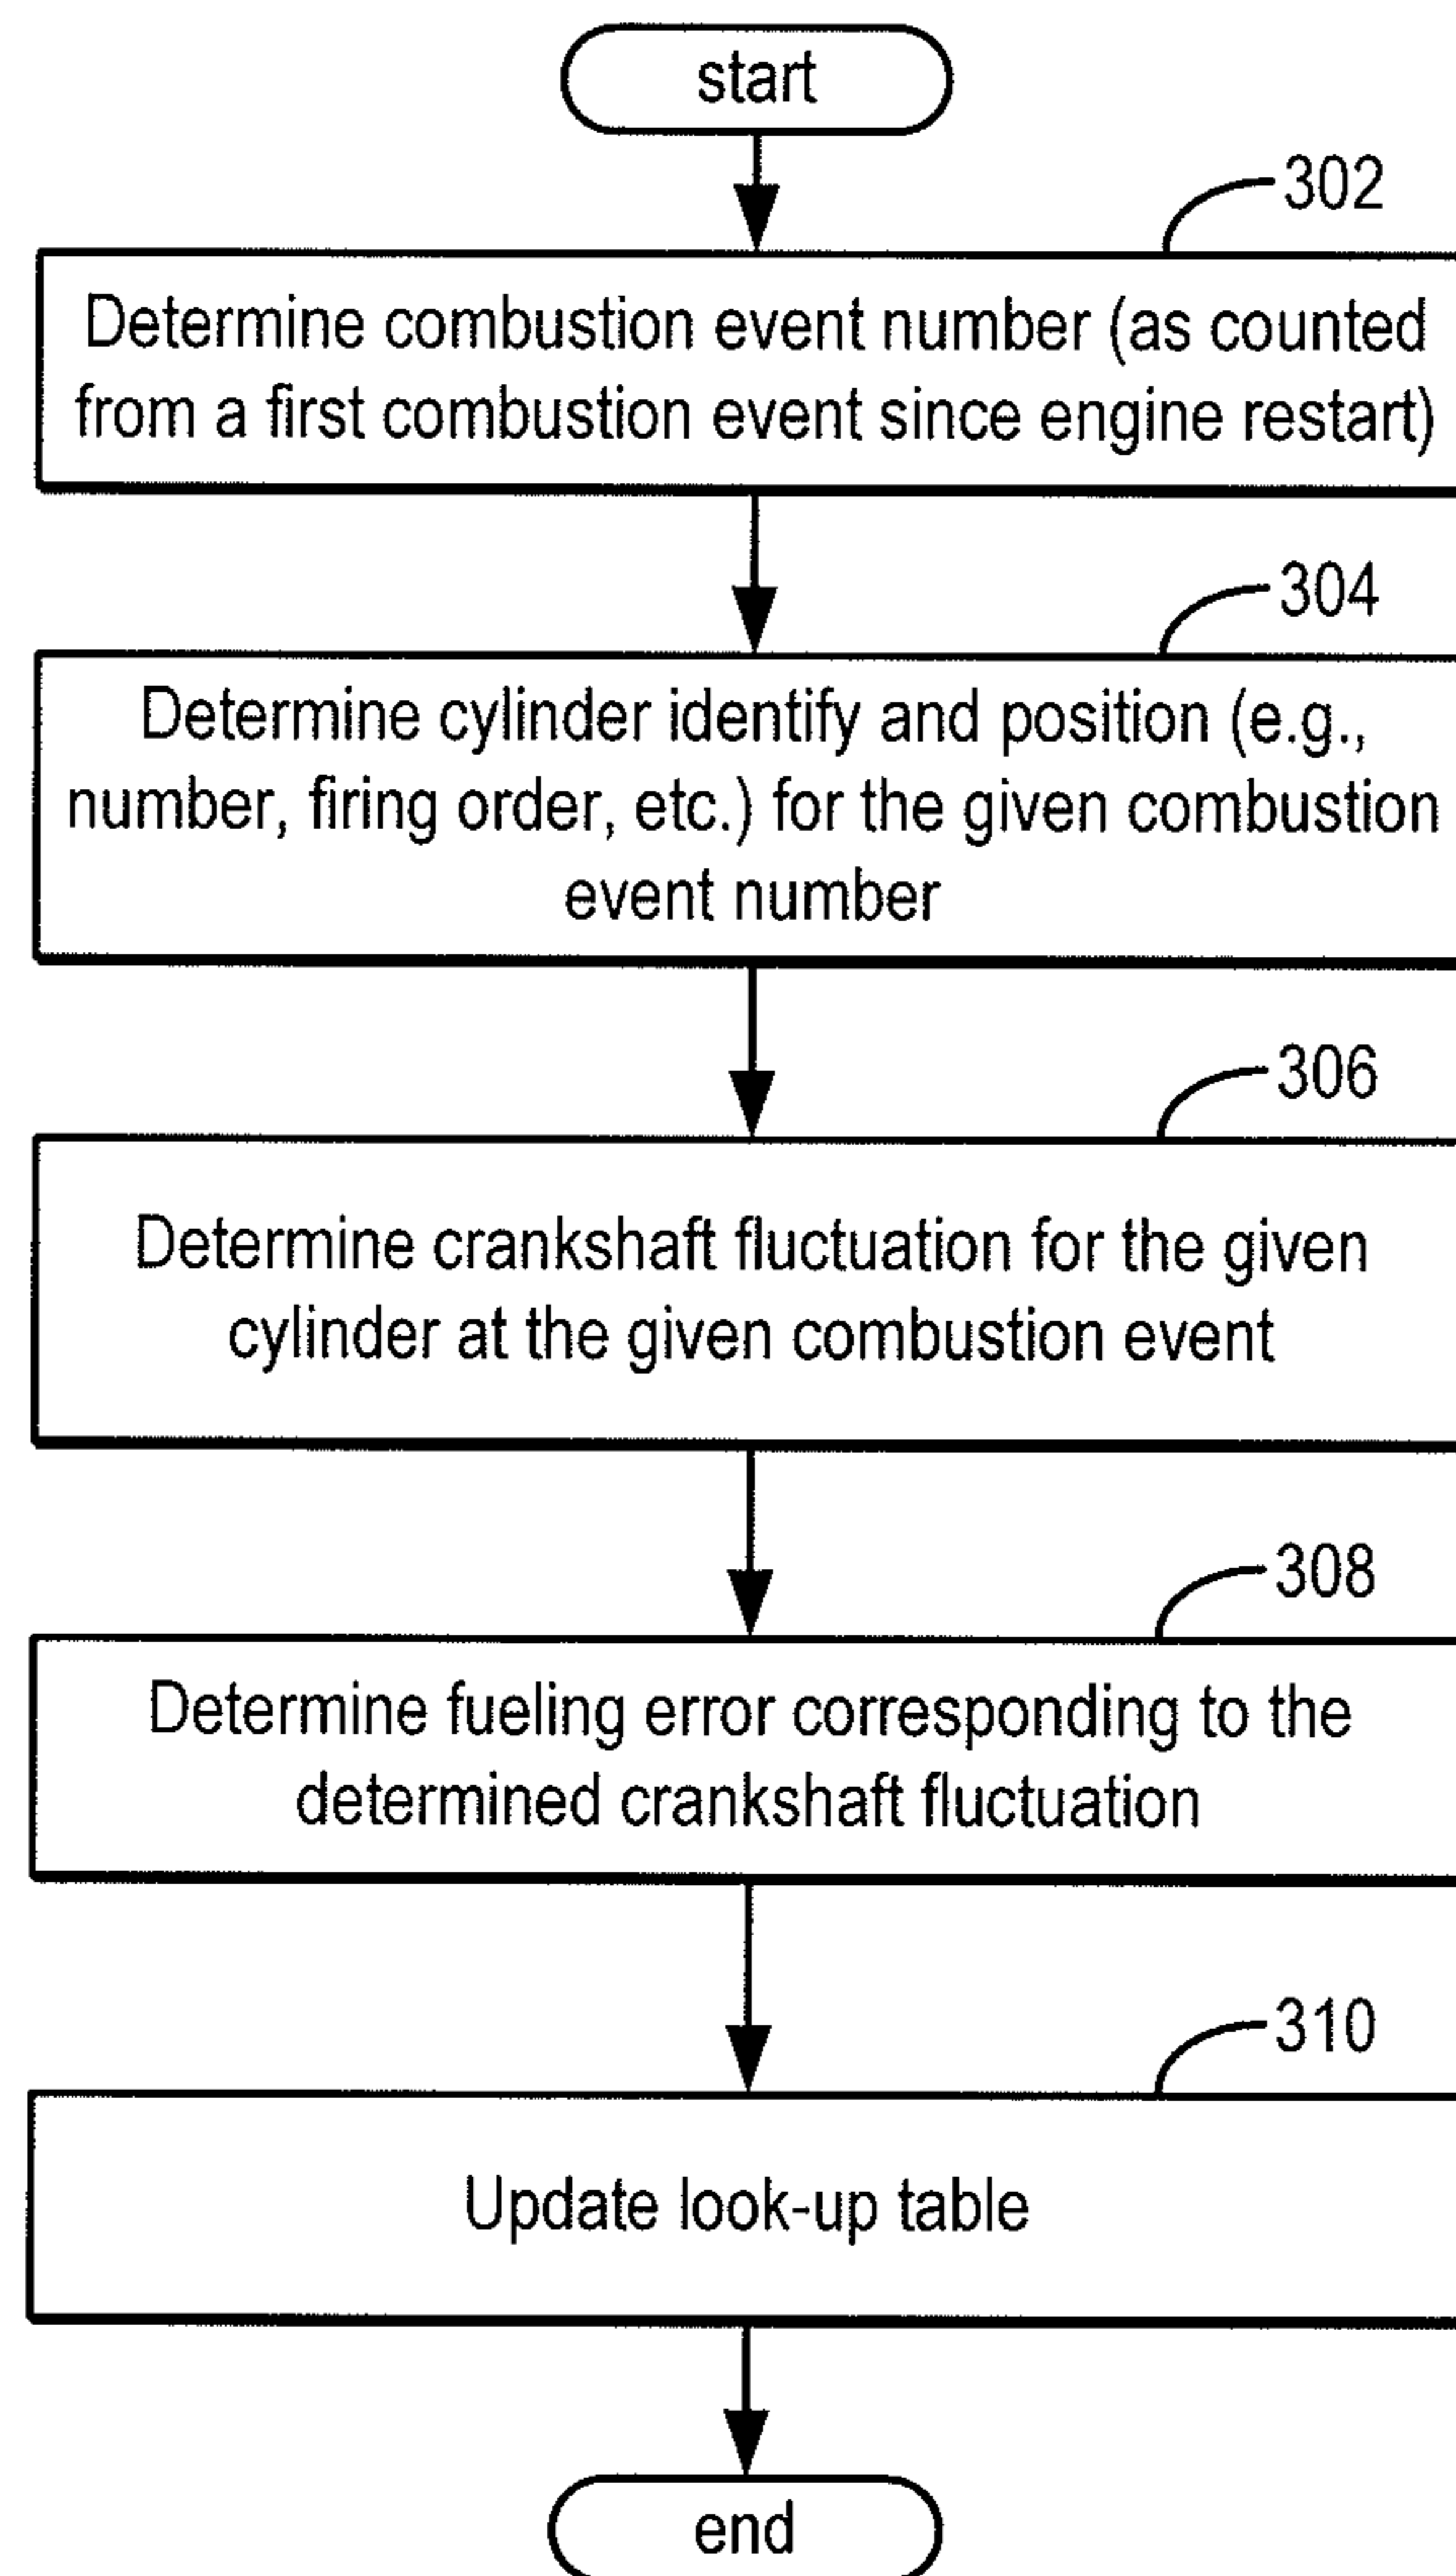 start
302
Determine combustion event number (as counted
from a first combustion event since engine restart)
304
Determine cylinder identify and position (e.g.,
number, firing order, etc.) for the given combustion
event number
306
Determine crankshaft fluctuation for the given
cylinder at the given combustion event
308
Determine fueling error corresponding to the
determined crankshaft fluctuation
310
Update look-up table
end